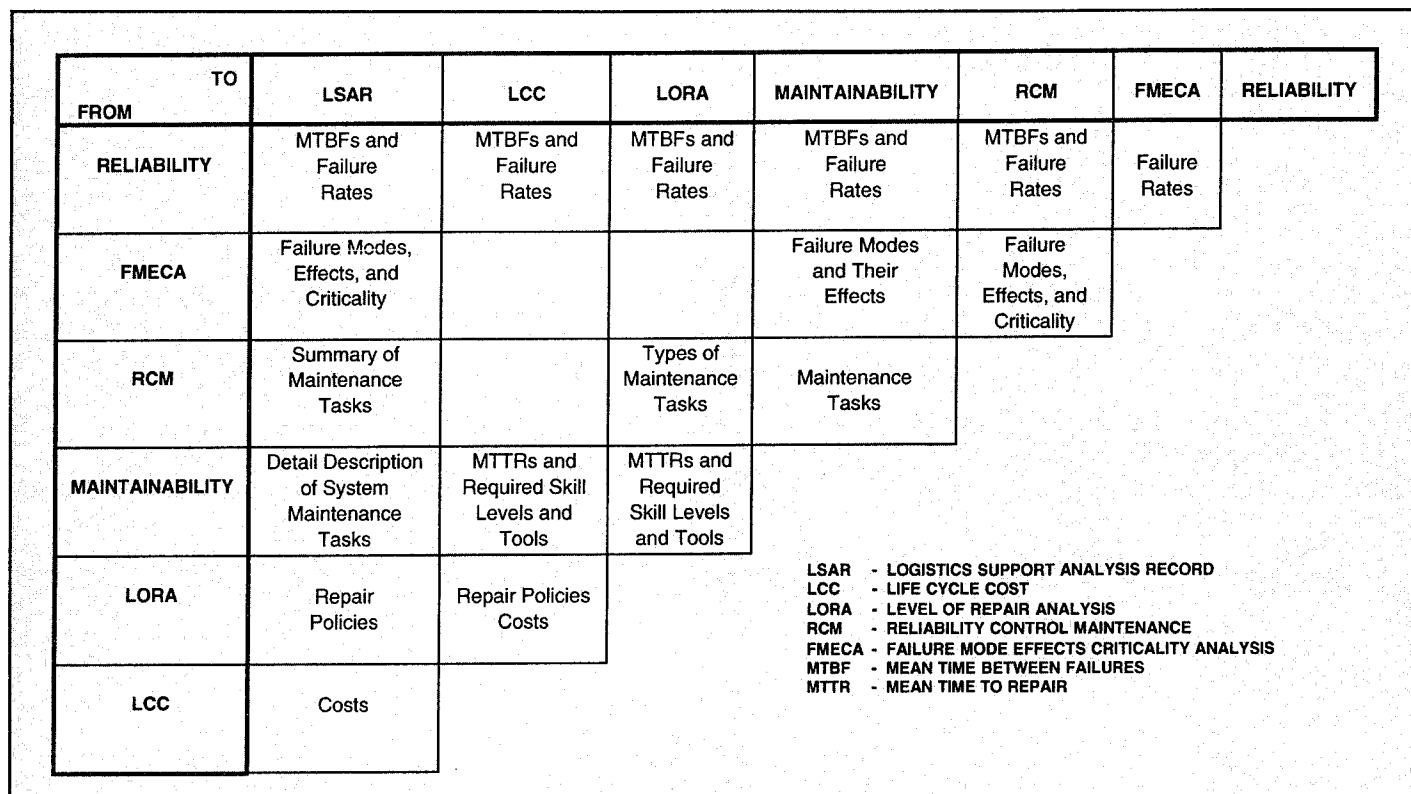 TO
FROM
LSAR
LCC
LORA
MAINTAINABILITY
RCM
FMECA
RELIABILITY
RELIABILITY
MTBFs and
Failure
Rates
MTBFs and
Failure
Rates
MTBFs and
Failure
Rates
MTBFs and
Failure
Rates
MTBFs and
Failure
Rates
Failure
Rates
FMECA
Failure Modes,
Effects, and
Criticality
Failure Modes
and Their
Effects
Failure
Modes,
Effects, and
Criticality
RCM
Summary of
Maintenance
Tasks
Types of
Maintenance
Tasks
Maintenance
Tasks
MAINTAINABILITY
Detail Description
of System
Maintenance
Tasks
MTTRs and
Required Skill
Levels and
Tools
MTTRs and
Required
Skill Levels
and Tools
LORA
Repair
Policies
Repair Policies
Costs
LCC
Costs
LSAR - LOGISTICS SUPPORT ANALYSIS RECORD
LCC - LIFE CYCLE COST
LORA - LEVEL OF REPAIR ANALYSIS
RCM - RELIABILITY CONTROL MAINTENANCE
FMECA - FAILURE MODE EFFECTS CRITICALITY ANALYSIS
MTBF - MEAN TIME BETWEEN FAILURES
MTTR - MEAN TIME TO REPAIR